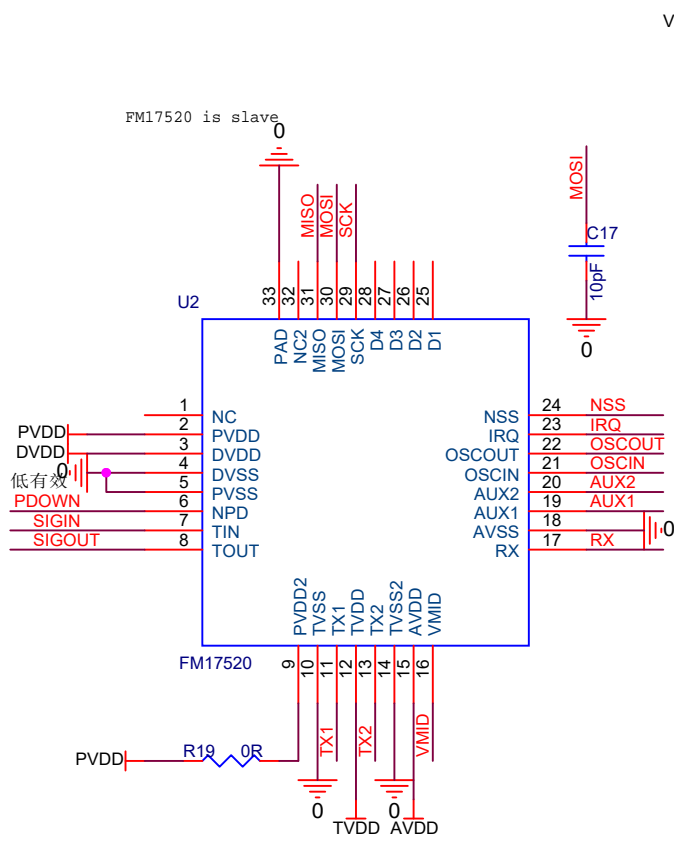 V
FM17520 is slave
0
MISO
MOSI
SCK
MOSI
C17
10pF
0
U2
33
32
31
30
29
28
27
26
25
PAD
NC2
MISO
MOSI
SCK
D4
D3
D2
D1
1
NC
PVDD
2
PVDD
DVDD
3
DVDD
0
4
DVSS
低有效
5
PVSS
PDOWN
6
NPD
SIGIN
7
TIN
SIGOUT
8
TOUT
NSS
24
NSS
IRQ
23
IRQ
OSCOUT
22
OSCOUT
OSCIN
21
OSCIN
AUX2
20
AUX2
AUX1
19
AUX1
AVSS
18
0
RX
17
RX
PVDD2
TVSS
TX1
TVDD
TX2
TVSS2
AVDD
VMID
FM17520
9
10
11
12
13
14
15
16
TX1
TX2
VMID
PVDD
R19
0R
0
0
TVDD
AVDD